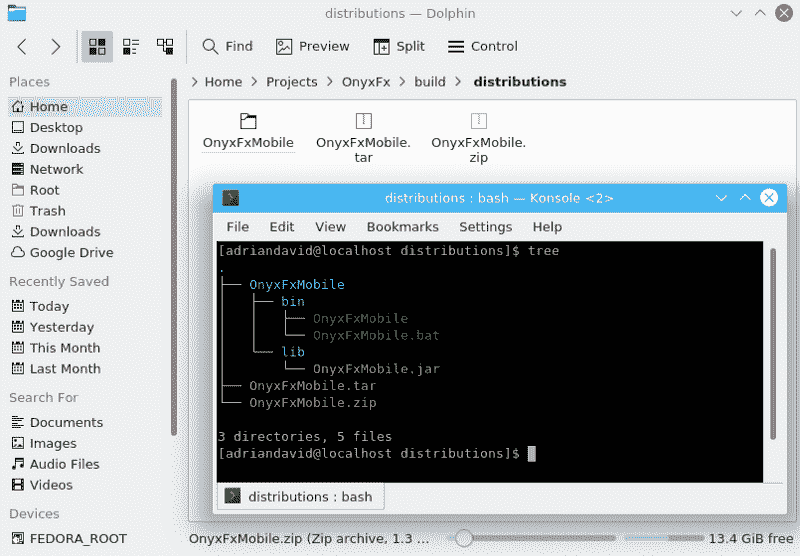 distributions — Dolphin
Find Preview Split Control
Places
Home
Desktop
Downloads
Network
Root
Trash
Downloads
Google Drive
Recently Saved
Today
Yesterday
This Month
Last Month
Search For
Documents
Images
Audio Files
Videos
Devices
FEDORA_ROOT
> Home > Projects > OnyxFx > build > distributions
OnyxFxMobile
OnyxFxMobile.
tar
OnyxFxMobile.
zip
distributions : bash — Konsole <2>
File Edit View Bookmarks Settings Help
[adriandavid@localhost distributions]$ tree
.
├── OnyxFxMobile
│   ├── bin
│   │   ├── OnyxFxMobile
│   │   └── OnyxFxMobile.bat
│   └── lib
│       └── OnyxFxMobile.jar
├── OnyxFxMobile.tar
└── OnyxFxMobile.zip
3 directories, 5 files
[adriandavid@localhost distributions]$
distributions : bash
OnyxFxMobile.zip (Zip archive, 1.3 ...
13.4 GiB free